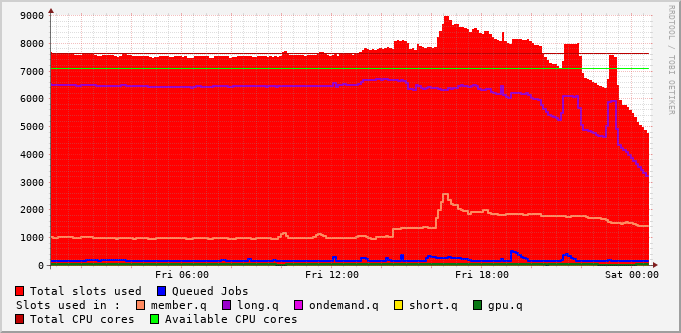 9000
8000
7000
6000
5000
4000
3000
2000
1000
0
Fri 06:00 Fri 12:00 Fri 18:00 Sat 00:00
Total slots used Queued Jobs
Slots used in : member.q long.q ondemand.q short.q gpu.q
Total CPU cores Available CPU cores
RRDTOOL / TOBI OETIKER